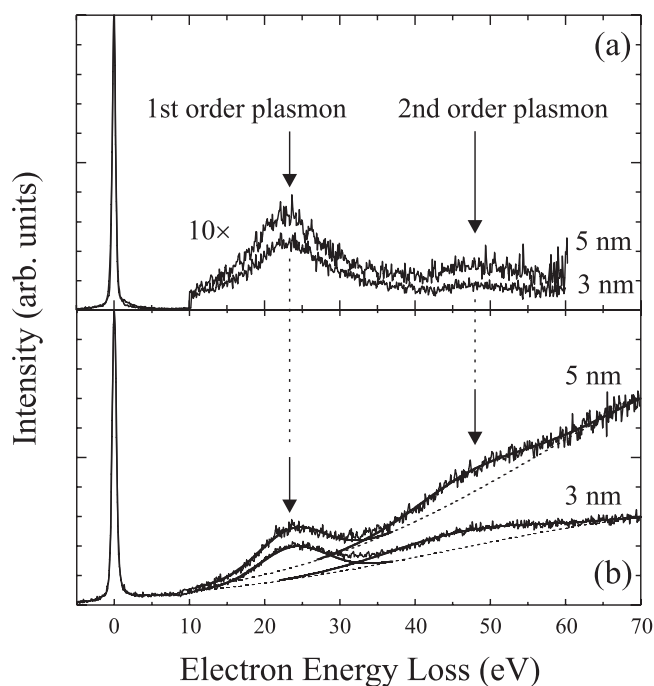 (a)
1st order plasmon
2nd order plasmon
10×
5 nm
3 nm
Intensity (arb. units)
5 nm
3 nm
(b)
0 10 20 30 40 50 60 70
Electron Energy Loss (eV)